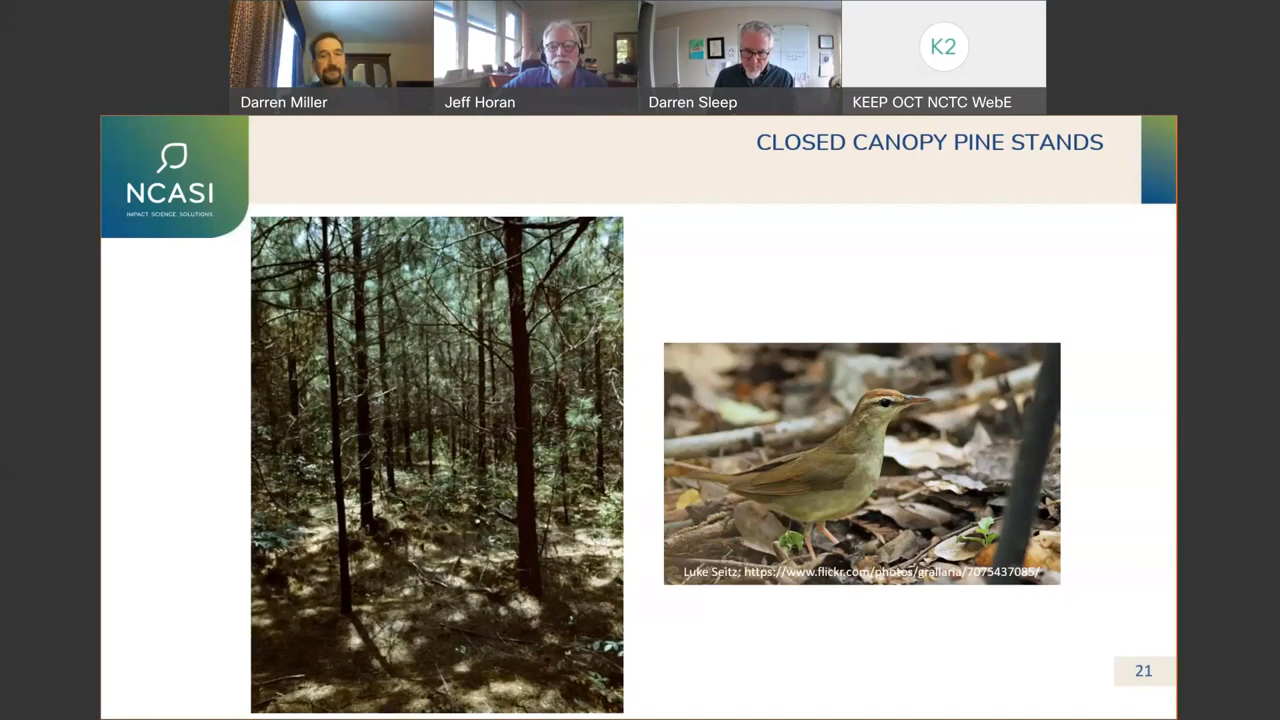 K2
Darren Miller
Jeff Horan
Darren Sleep
KEEP OCT NCTC WebE
NCASI
IMPACT SCIENCE. SOLUTIONS.
CLOSED CANOPY PINE STANDS
Luke Seitz; https://www.flickr.com/photos/grallaria/7075437085/
21